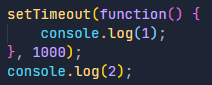 setTimeout(function() {
    console.log(1);
}, 1000);
console.log(2);